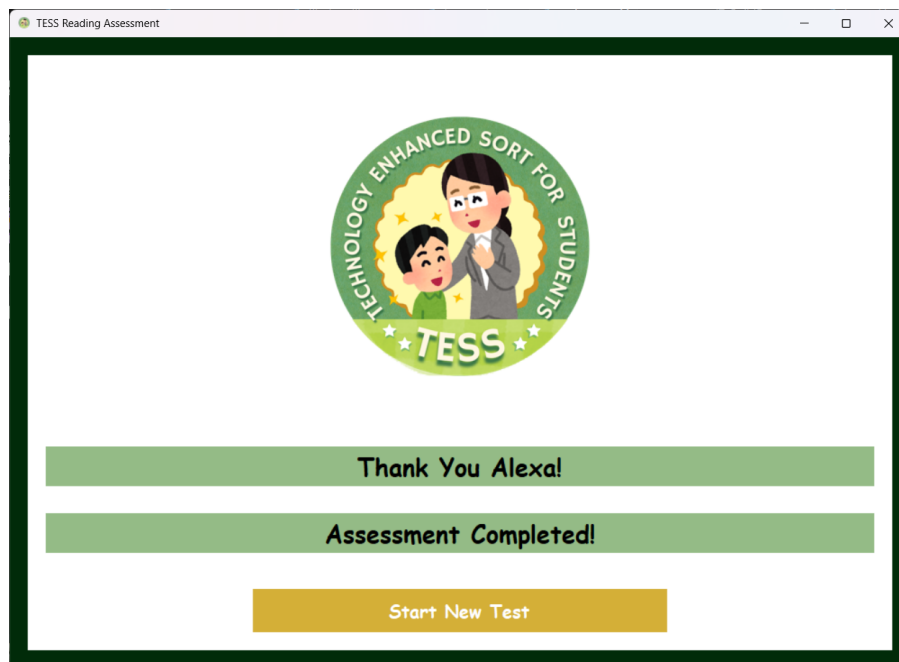 TESS Reading Assessment
TECHNOLOGY ENHANCED SORT FOR STUDENTS
TESS
Thank You Alexa!
Assessment Completed!
Start New Test